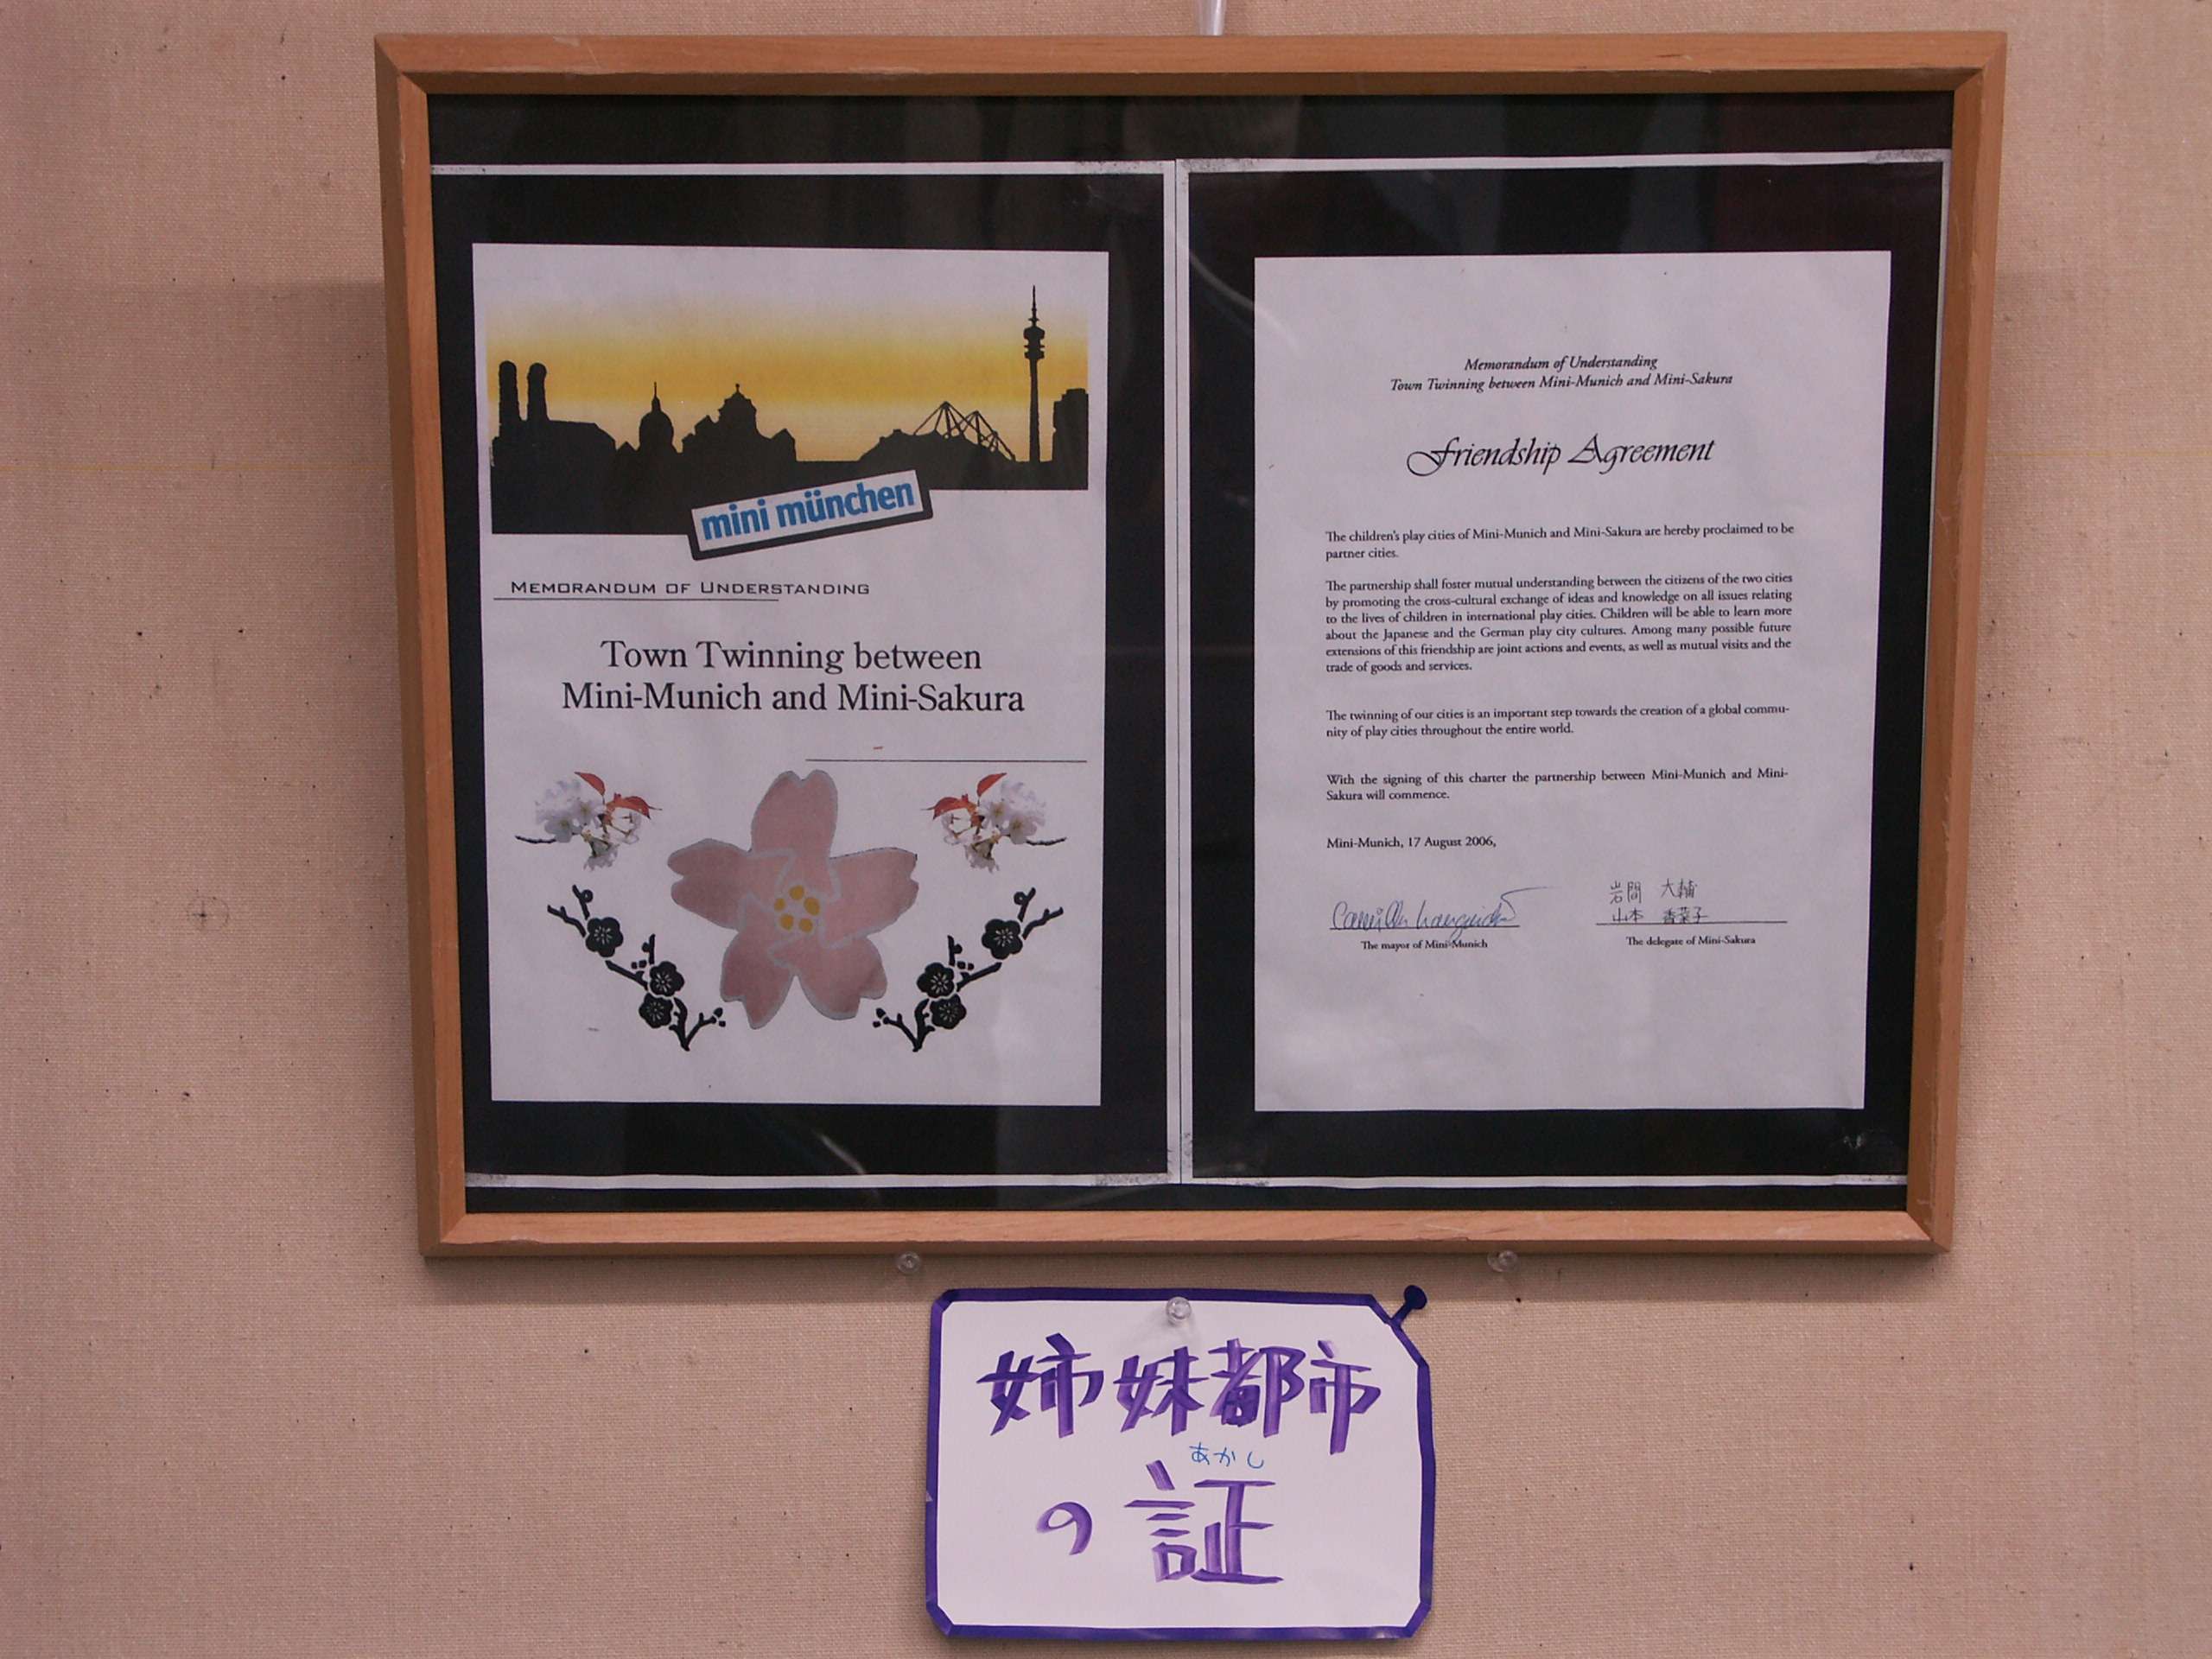 mini münchen
MEMORANDUM OF UNDERSTANDING
Town Twinning between
Mini-Munich and Mini-Sakura
Memorandum of Understanding
Town Twinning between Mini-Munich and Mini-Sakura
Friendship Agreement
The children's play cities of Mini-Munich and Mini-Sakura are hereby proclaimed to be
partner cities.
The partnership shall foster mutual understanding between the citizens of the two cities
by promoting the cross-cultural exchange of ideas and knowledge on all issues relating
to the lives of children in international play cities. Children will be able to learn more
about the Japanese and the German play city cultures. Among many possible future
extensions of this friendship are joint actions and events, as well as mutual visits and the
trade of goods and services.
The twinning of our cities is an important step towards the creation of a global commu-
nity of play cities throughout the entire world.
With the signing of this charter the partnership between Mini-Munich and Mini-
Sakura will commence.
Mini-Munich, 17 August 2006,
岩間 大輔
山本 香菜子
The mayor of Mini-Munich
The delegate of Mini-Sakura
姉妹都市
あかし
の証